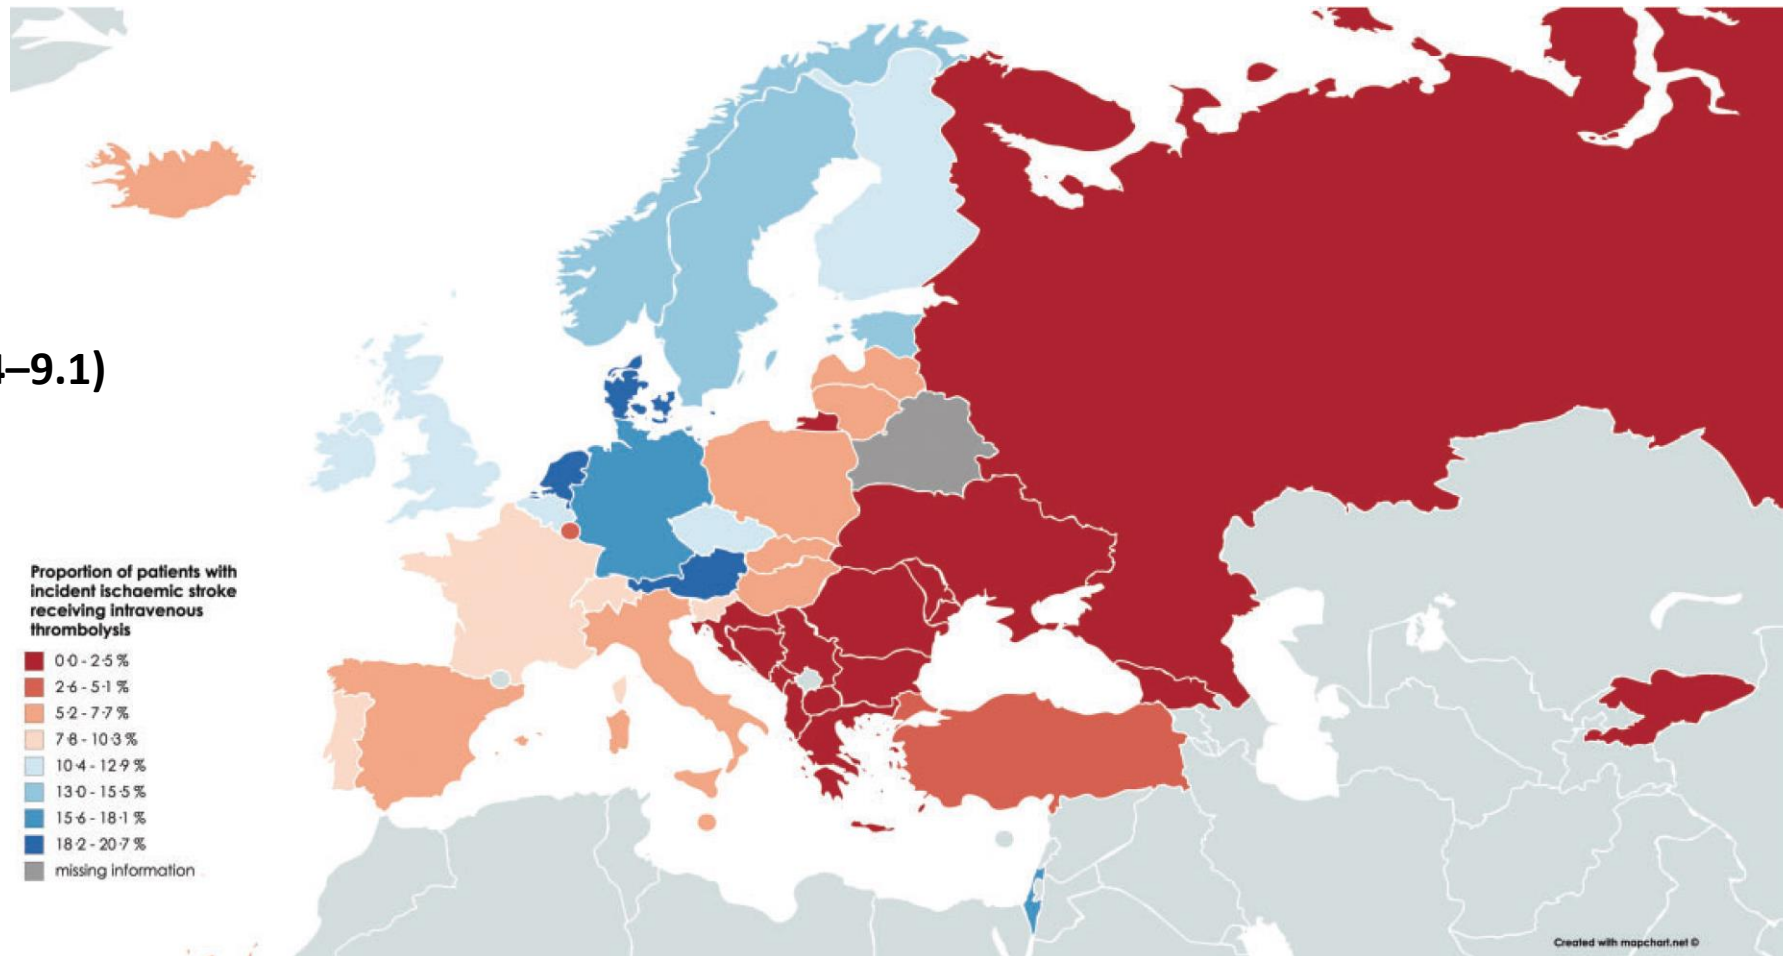 –9.1)
Proportion of patients with
incident ischaemic stroke
receiving intravenous
thrombolysis
0·0 - 2·5 %
2·6 - 5·1 %
5·2 - 7·7 %
7·8 - 10·3 %
10·4 - 12·9 %
13·0 - 15·5 %
15·6 - 18·1 %
18·2 - 20·7 %
missing information
Created with mapchart.net ©